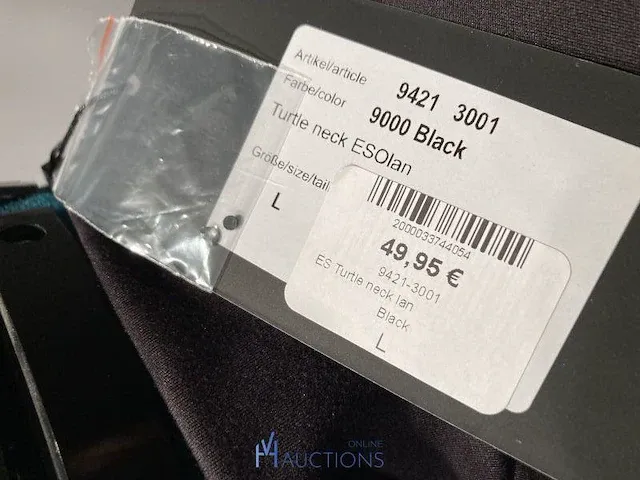 Artikel/article 9421 3001
Farbe/color 9000 Black
Turtle neck ESOlan
Größe/size/tail
L
2000033744054
49,95 €
9421-3001
ES Turtle neck lan
Black
L
ONLINE
AUCTIONS